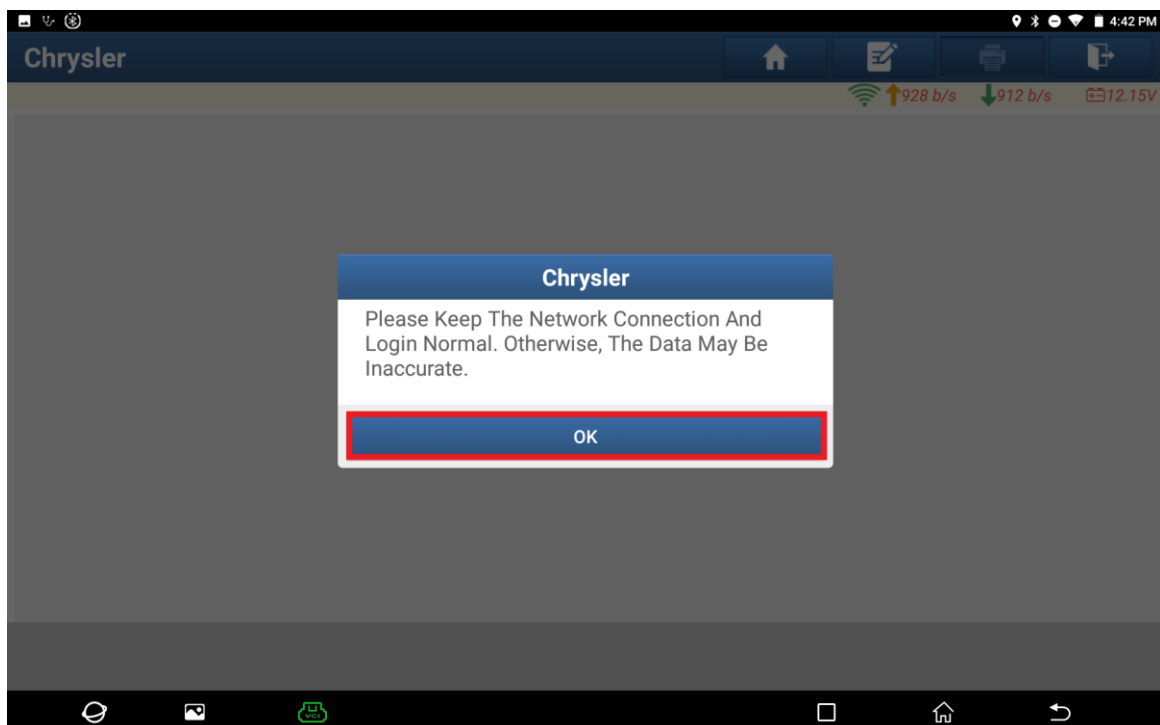 4:42 PM
Chrysler
928 b/s 912 b/s 12.15V
Chrysler
Please Keep The Network Connection And
Login Normal. Otherwise, The Data May Be
Inaccurate.
OK
VCI